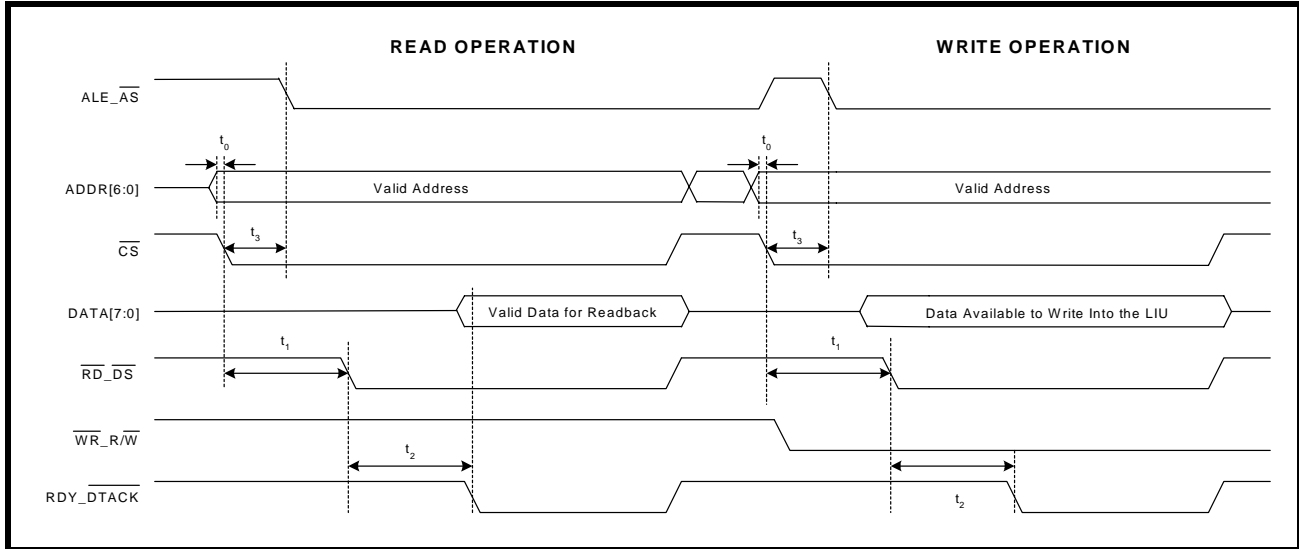 READ OPERATION WRITE OPERATION
ALE_AS
t0 t0
ADDR[6:0] Valid Address Valid Address
t3 t3
CS
DATA[7:0] Valid Data for Readback Data Available to Write Into the LIU
t1 t1
RD_DS
WR_R/W
t2
RDY_DTACK
t2